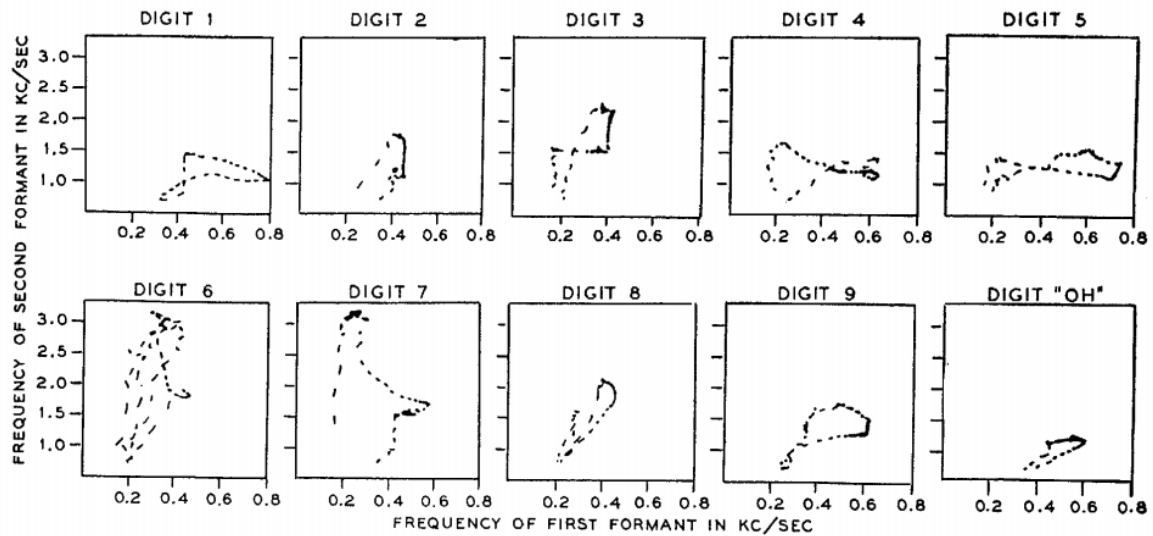 DIGIT 1 DIGIT 2 DIGIT 3 DIGIT 4 DIGIT 5
FREQUENCY OF SECOND FORMANT IN KC/SEC
3.0
2.5
2.0
1.5
1.0
0.2 0.4 0.6 0.8 0.2 0.4 0.6 0.8 0.2 0.4 0.6 0.8 0.2 0.4 0.6 0.8 0.2 0.4 0.6 0.8
DIGIT 6 DIGIT 7 DIGIT 8 DIGIT 9 DIGIT "OH"
3.0
2.5
2.0
1.5
1.0
0.2 0.4 0.6 0.8 0.2 0.4 0.6 0.8 0.2 0.4 0.6 0.8 0.2 0.4 0.6 0.8 0.2 0.4 0.6 0.8
FREQUENCY OF FIRST FORMANT IN KC/SEC